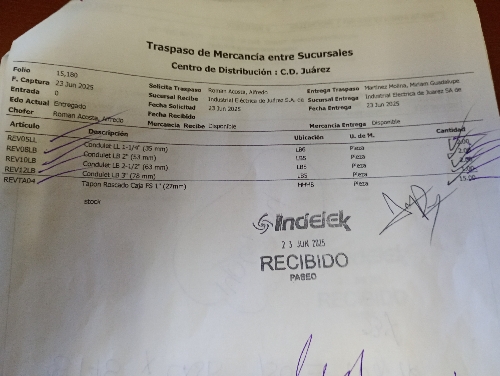 Traspaso de Mercancía entre Sucursales
Centro de Distribución : C.D. Juárez
Folio 15,180
F. Captura 23 Jun 2025 Solicita Traspaso Roman Acosta, Alfredo Entrega Traspaso Martinez Molina, Miriam Guadalupe
Entrada 0 Sucursal Recibe Industrial Eléctrica de Juárez S.A. de Sucursal Entrega Industrial Electrica de Juarez SA de
Edo Actual Entregado Fecha Solicitud 23 Jun 2025 Fecha Entrega 23 Jun 2025
Chofer Roman Acosta, Alfredo Fecha Recibido
Mercancia Recibe Disponible Mercancia Entrega Disponible
Artículo Descripción Ubicación U. de M. Cantidad
REV05LL Condulet LL 1-1/4" (35 mm) LB6 Pieza
REV08LB Condulet LB 2" (53 mm) LB5 Pieza
REV10LB Condulet LB 2-1/2" (63 mm) LB5 Pieza
REV12LB Condulet LB 3" (78 mm) LB5 Pieza
REVTA04 Tapon Roscado Caja FS 1" (27mm) Pieza 15.00
stock
Indelek
23 JUN 2025
RECIBIDO
PASEO